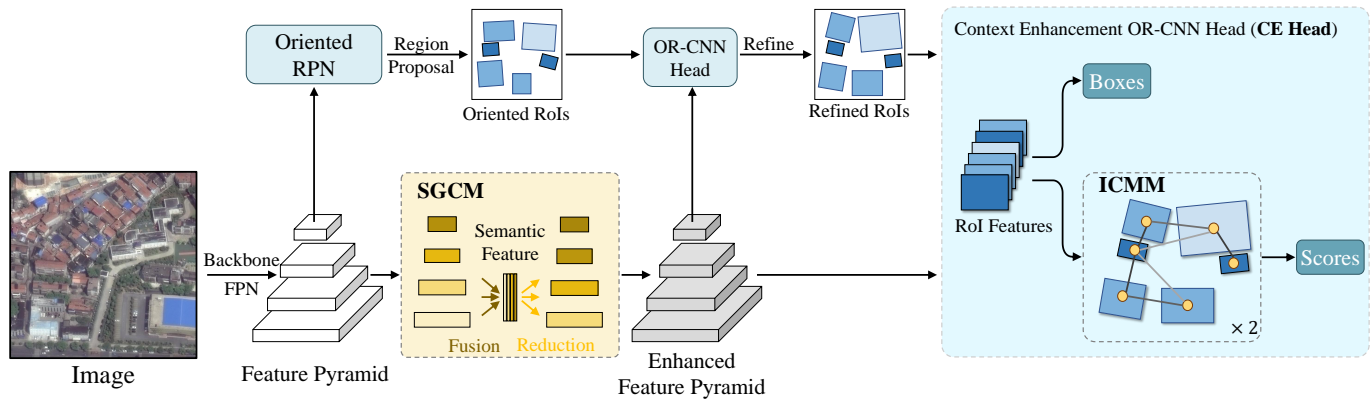 Oriented
RPN
Region
Proposal
Oriented RoIs
OR-CNN
Head
Refine
Refined RoIs
Context Enhancement OR-CNN Head (CE Head)
Boxes
RoI Features
ICMM
× 2
Scores
Image
Backbone
FPN
Feature Pyramid
SGCM
Semantic
Feature
Fusion
Reduction
Enhanced
Feature Pyramid